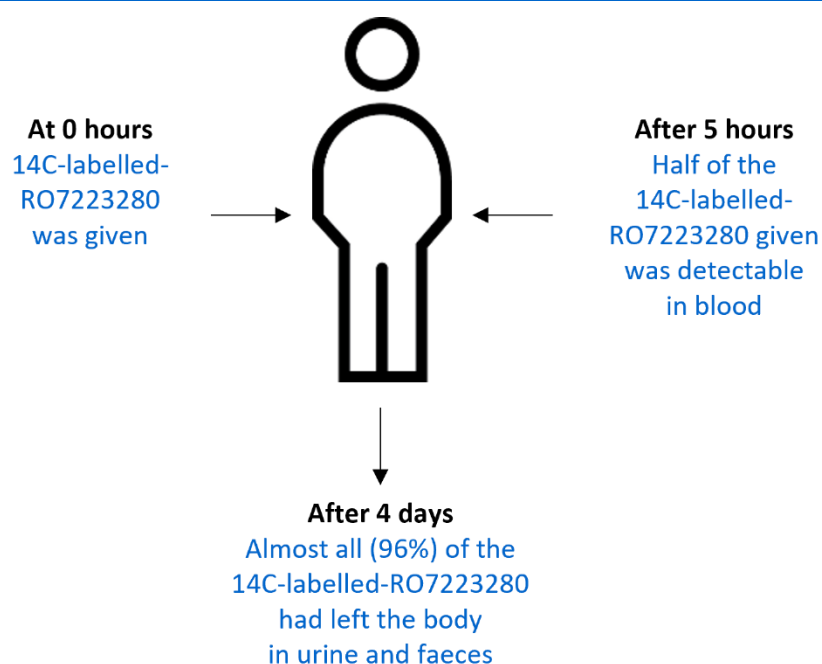 At 0 hours
14C-labelled-
RO7223280
was given
After 5 hours
Half of the
14C-labelled-
RO7223280 given
was detectable
in blood
After 4 days
Almost all (96%) of the
14C-labelled-RO7223280
had left the body
in urine and faeces